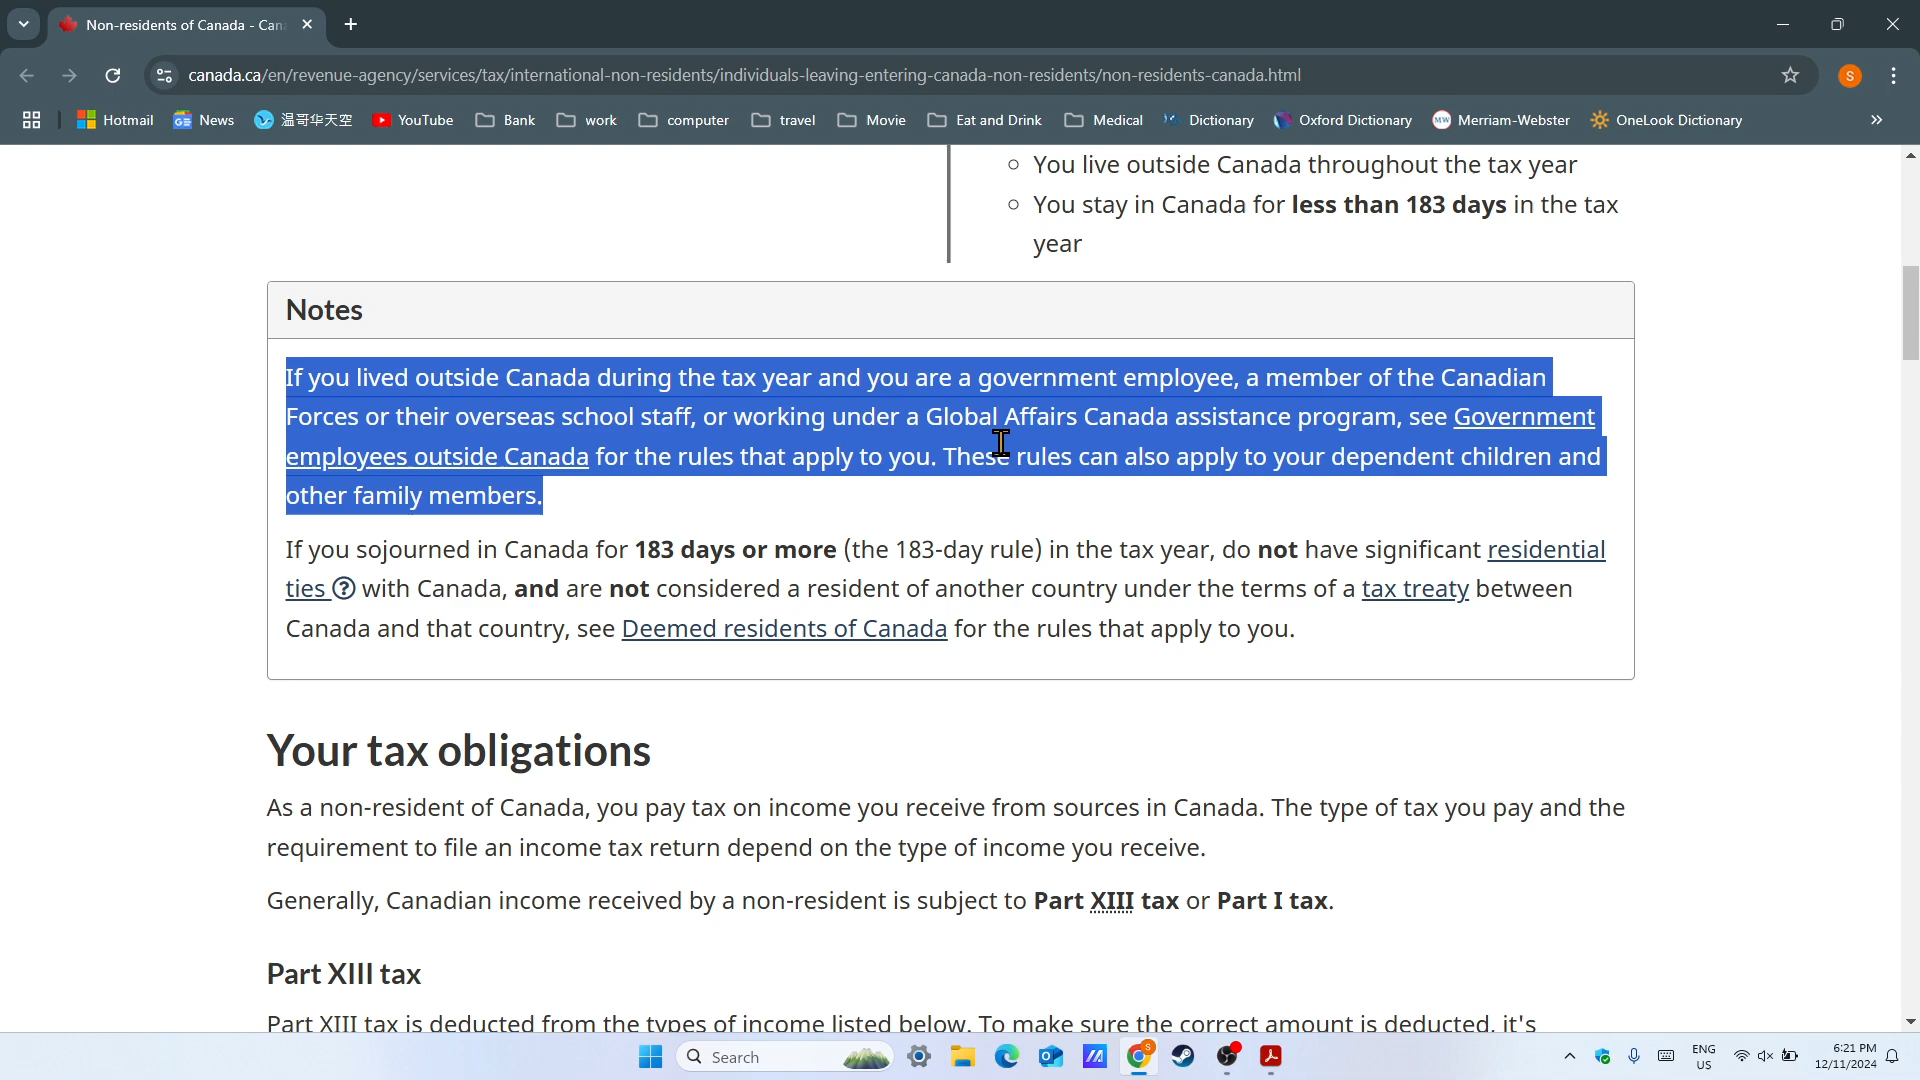 Non-residents of Canada - Can
canada.ca/en/revenue-agency/services/tax/international-non-residents/individuals-leaving-entering-canada-non-residents/non-residents-canada.html
S
Hotmail
News
温哥华天空
YouTube
Bank
work
computer
travel
Movie
Eat and Drink
Medical
Dictionary
Oxford Dictionary
Merriam-Webster
OneLook Dictionary
You live outside Canada throughout the tax year
You stay in Canada for less than 183 days in the tax
year
Notes
If you lived outside Canada during the tax year and you are a government employee, a member of the Canadian
Forces or their overseas school staff, or working under a Global Affairs Canada assistance program, see Government
employees outside Canada for the rules that apply to you. These rules can also apply to your dependent children and
other family members.
If you sojourned in Canada for 183 days or more (the 183-day rule) in the tax year, do not have significant residential
ties ? with Canada, and are not considered a resident of another country under the terms of a tax treaty between
Canada and that country, see Deemed residents of Canada for the rules that apply to you.
Your tax obligations
As a non-resident of Canada, you pay tax on income you receive from sources in Canada. The type of tax you pay and the
requirement to file an income tax return depend on the type of income you receive.
Generally, Canadian income received by a non-resident is subject to Part XIII tax or Part I tax.
Part XIII tax
Part XIII tax is deducted from the types of income listed below. To make sure the correct amount is deducted, it's
Search
S
ENG
US
6:21 PM
12/11/2024